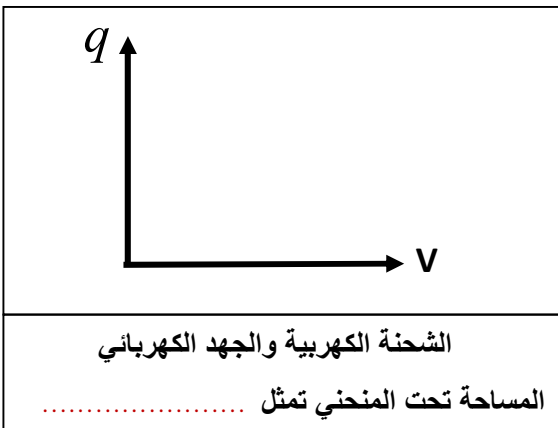 q
V
الشحنة الكهربية والجهد الكهربائي
المساحة تحت المنحني تمثل ........................